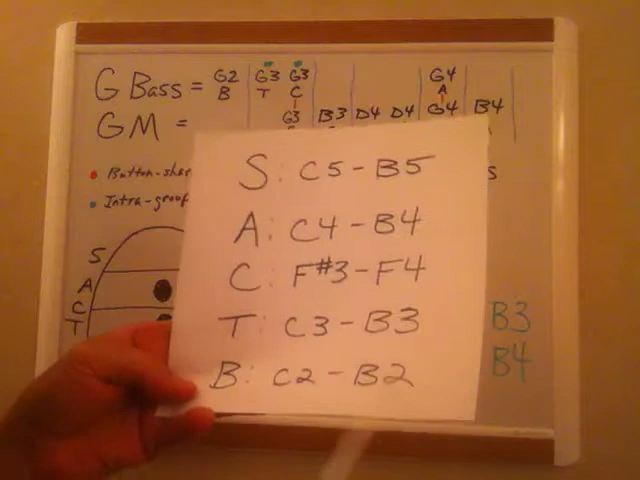 G Bass = G2 G3 G3 G4
B T C A
GM = G3 B3 D4 D4 G4 B4
Button-shar
Intra-group
S: C5-B5
A: C4-B4
C: F#3-F4
T: C3-B3
B: C2-B2
S
A
C
T
S
B3
B4